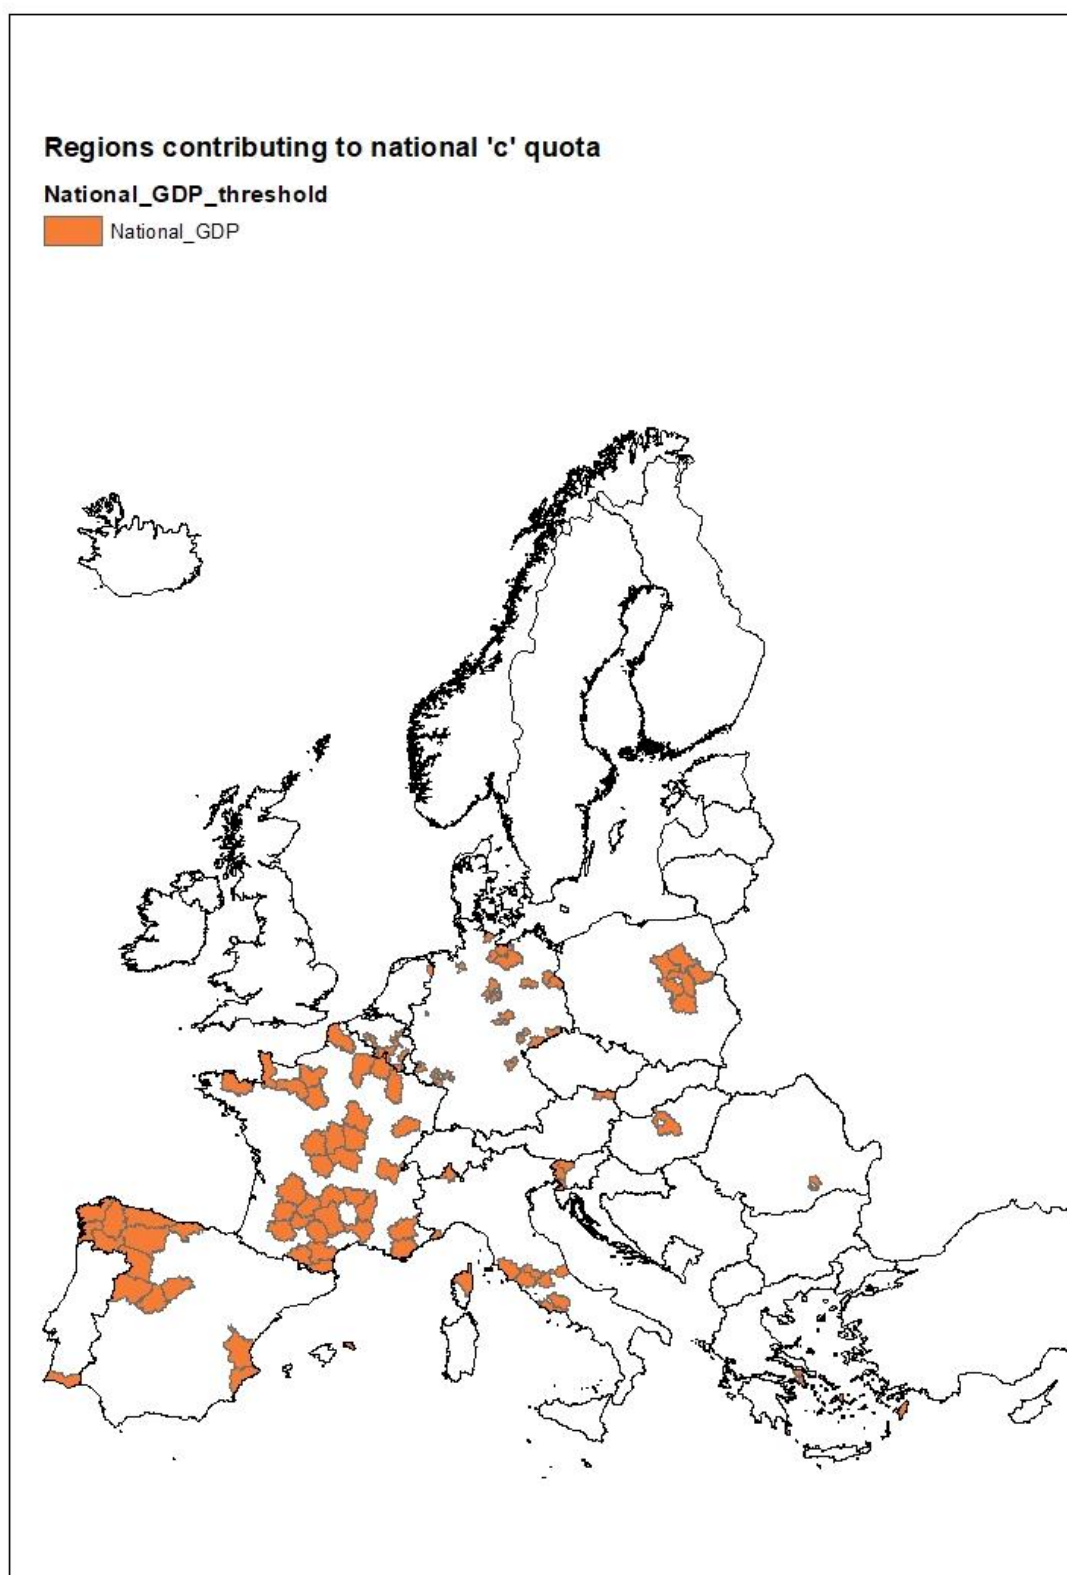 Regions contributing to national 'c' quota
National_GDP_threshold
National_GDP